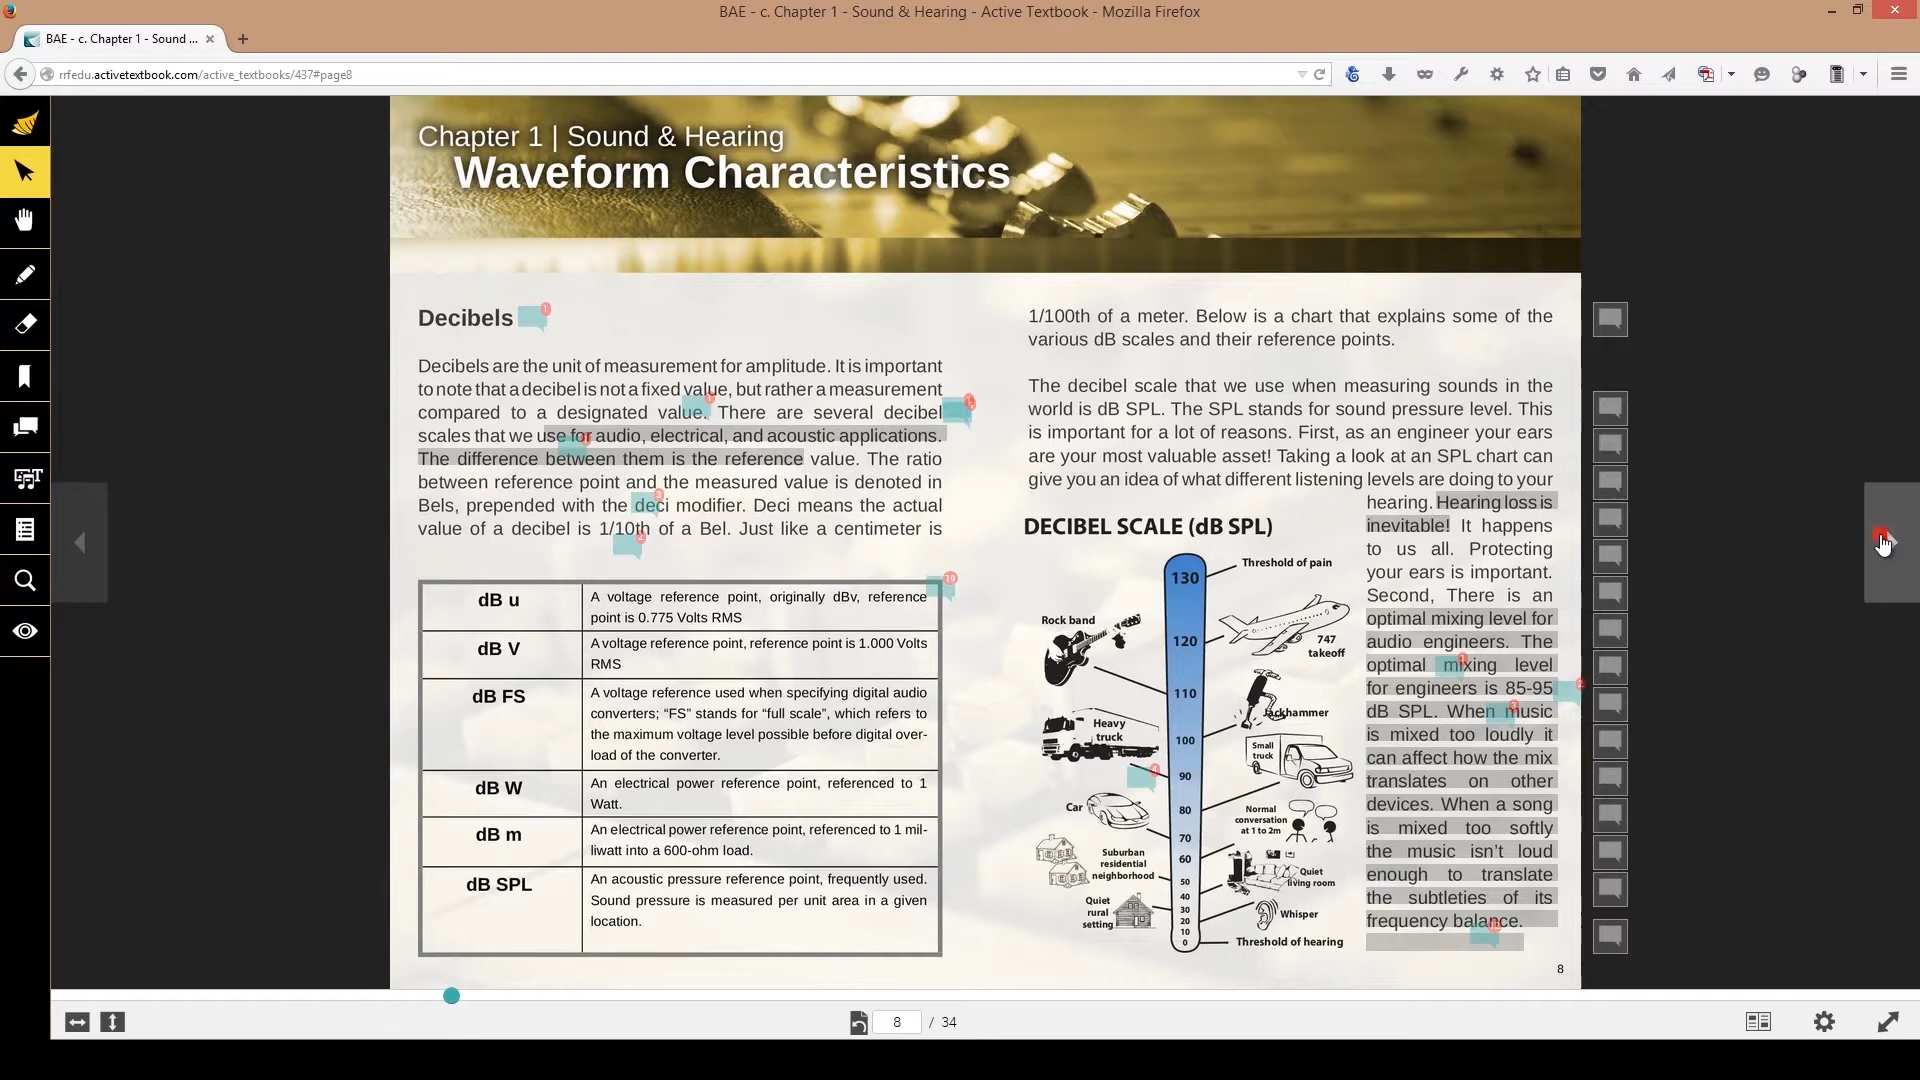 BAE - c. Chapter 1 - Sound & Hearing - Active Textbook - Mozilla Firefox
BAE - c. Chapter 1 - Sound ...
rrfedu.activetextbook.com/active_textbooks/437#page8
Chapter 1 | Sound & Hearing
Waveform Characteristics
Decibels
Decibels are the unit of measurement for amplitude. It is important
to note that a decibel is not a fixed value, but rather a measurement
compared to a designated value. There are several decibel
scales that we use for audio, electrical, and acoustic applications.
The difference between them is the reference value. The ratio
between reference point and the measured value is denoted in
Bels, prepended with the deci modifier. Deci means the actual
value of a decibel is 1/10th of a Bel. Just like a centimeter is
dB u
A voltage reference point, originally dBv, reference
point is 0.775 Volts RMS
dB V
A voltage reference point, reference point is 1.000 Volts
RMS
dB FS
A voltage reference used when specifying digital audio
converters; “FS” stands for “full scale”, which refers to
the maximum voltage level possible before digital over-
load of the converter.
dB W
An electrical power reference point, referenced to 1
Watt.
dB m
An electrical power reference point, referenced to 1 mil-
liwatt into a 600-ohm load.
dB SPL
An acoustic pressure reference point, frequently used.
Sound pressure is measured per unit area in a given
location.
1/100th of a meter. Below is a chart that explains some of the
various dB scales and their reference points.
The decibel scale that we use when measuring sounds in the
world is dB SPL. The SPL stands for sound pressure level. This
is important for a lot of reasons. First, as an engineer your ears
are your most valuable asset! Taking a look at an SPL chart can
give you an idea of what different listening levels are doing to your
hearing. Hearing loss is
inevitable! It happens
to us all. Protecting
your ears is important.
Second, There is an
optimal mixing level for
audio engineers. The
optimal mixing level
for engineers is 85-95
dB SPL. When music
is mixed too loudly it
can affect how the mix
translates on other
devices. When a song
is mixed too softly
the music isn’t loud
enough to translate
the subtleties of its
frequency balance.
DECIBEL SCALE (dB SPL)
130
Threshold of pain
Rock band
120
747
takeoff
110
Jackhammer
Heavy
truck
100
Small
truck
90
Car
80
Normal
conversation
at 1 to 2m
70
60
Suburban
residential
neighborhood
Quiet
living room
50
40
Quiet
rural
setting
30
20
Whisper
10
0
Threshold of hearing
8
8 / 34